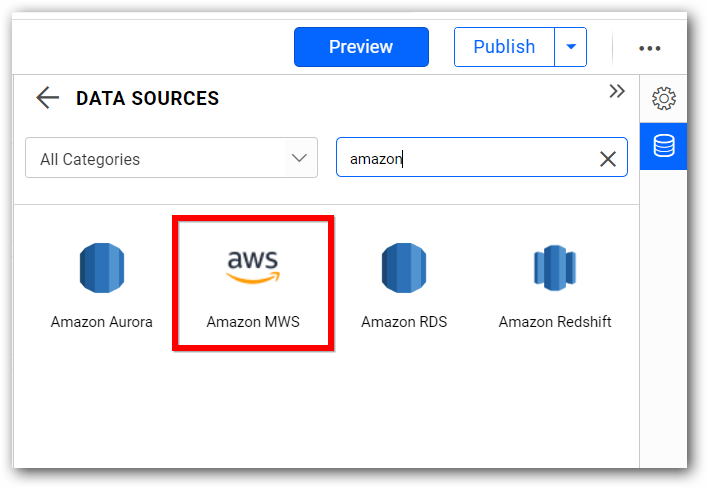 Preview
Publish
DATA SOURCES
All Categories
amazon
aws
Amazon Aurora
Amazon MWS
Amazon RDS
Amazon Redshift